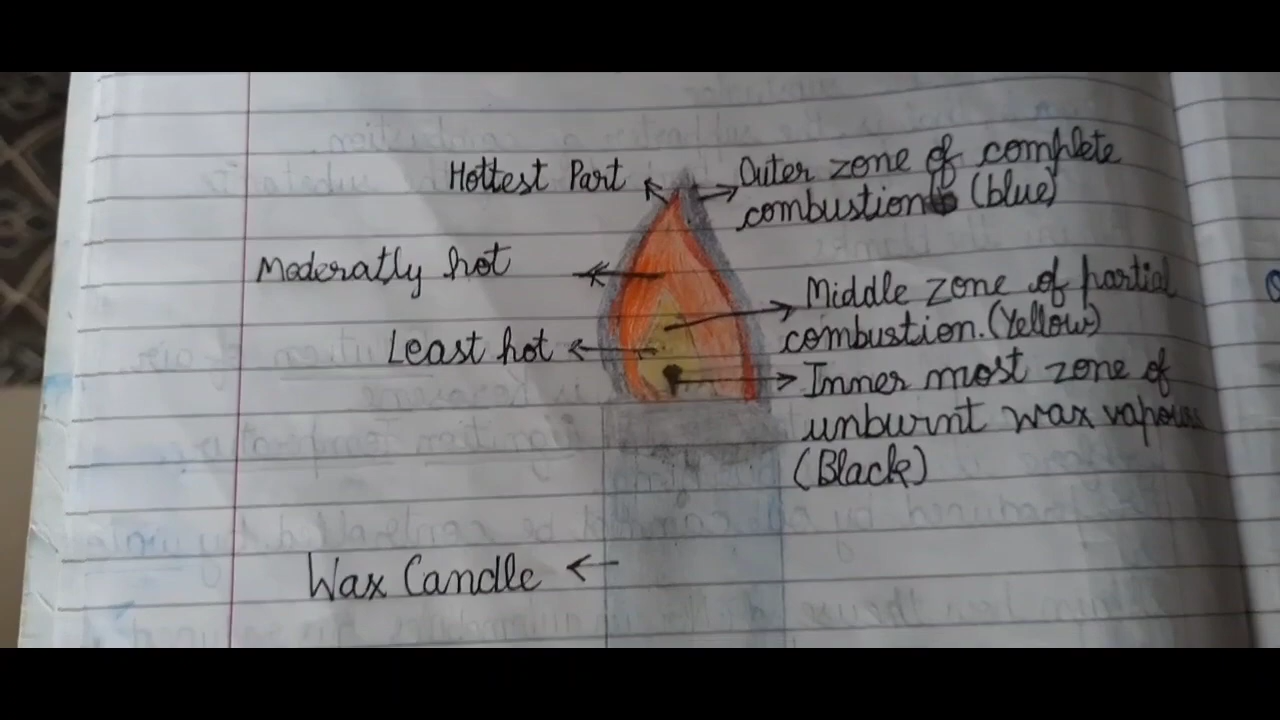 Hottest Part
Outer zone of complete
combustion (blue)
Moderatly hot
Middle zone of partial
combustion. (Yellow)
Least hot
Inner most zone of
unburnt wax vapours
(Black)
Wax Candle